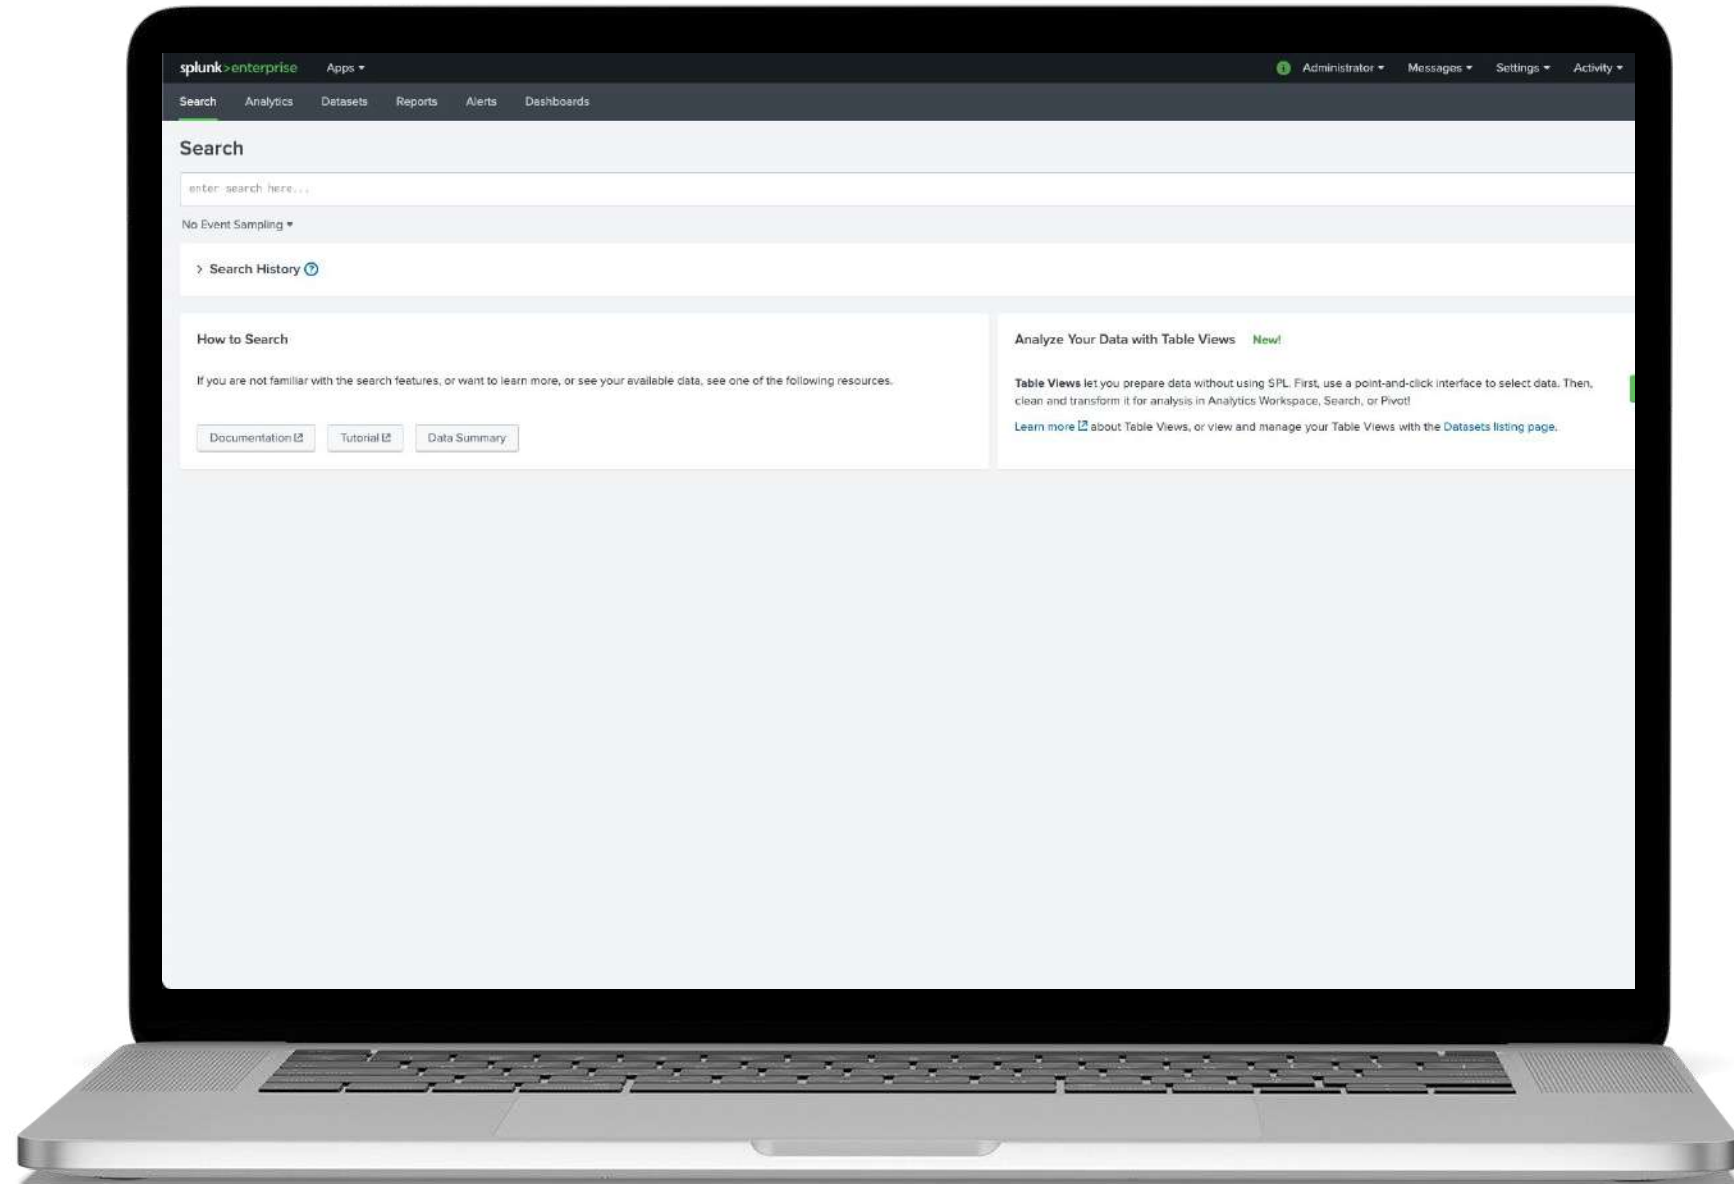 splunk>enterprise Apps Administrator Messages Settings Activity
Search Analytics Datasets Reports Alerts Dashboards
Search
enter search here...
No Event Sampling
> Search History ?
How to Search
If you are not familiar with the search features, or want to learn more, or see your available data, see one of the following resources.
Documentation Tutorial Data Summary
Analyze Your Data with Table Views New!
Table Views let you prepare data without using SPL. First, use a point-and-click interface to select data. Then,
clean and transform it for analysis in Analytics Workspace, Search, or Pivot!
Learn more about Table Views, or view and manage your Table Views with the Datasets listing page.